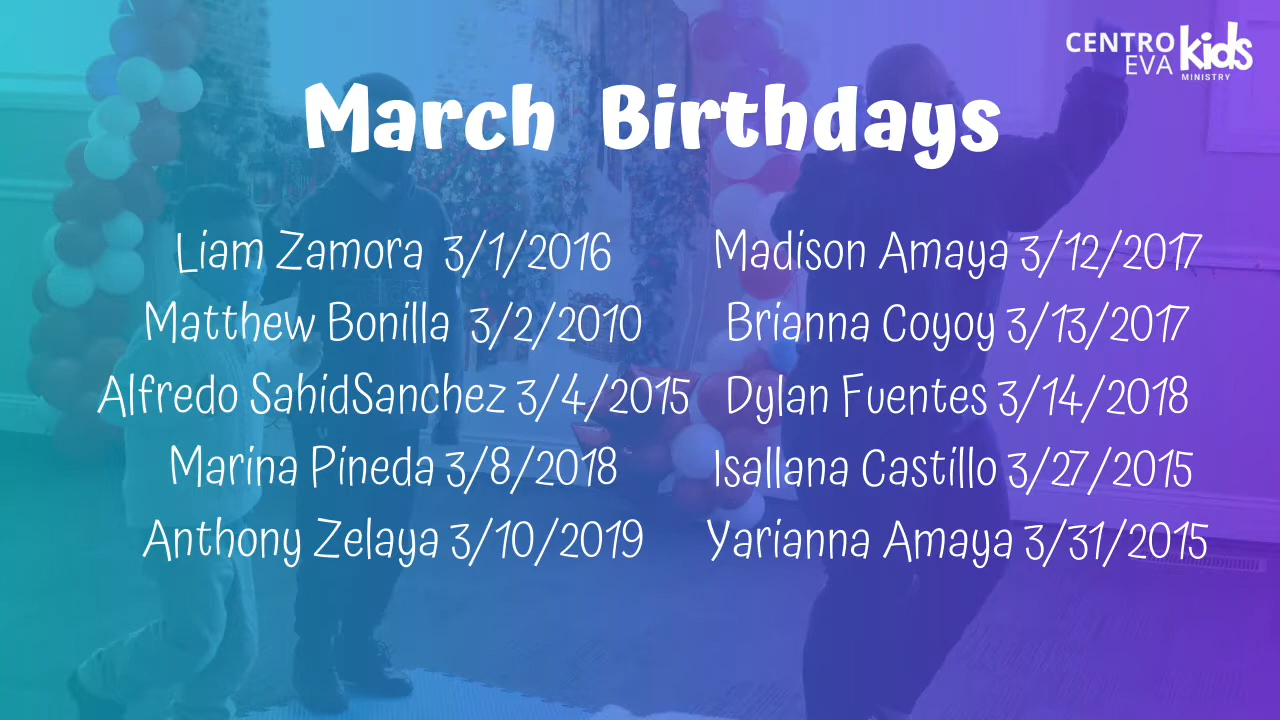 CENTRO EVA kids MINISTRY
March Birthdays
Liam Zamora 3/1/2016
Matthew Bonilla 3/2/2010
Alfredo SahidSanchez 3/4/2015
Marina Pineda 3/8/2018
Anthony Zelaya 3/10/2019
Madison Amaya 3/12/2017
Brianna Coyoy 3/13/2017
Dylan Fuentes 3/14/2018
Isallana Castillo 3/27/2015
Yarianna Amaya 3/31/2015